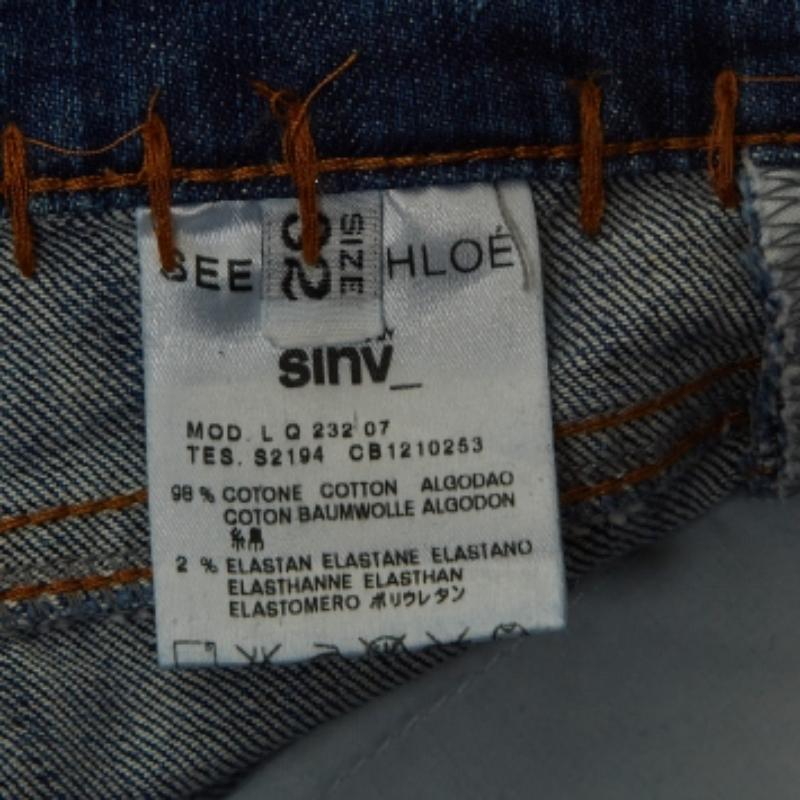 SEE HLOÉ
SIZE
32
sinv_
MOD. L Q 232 07
TES. S2194 CB1210253
98 % COTONE COTTON ALGODAO
COTON BAUMWOLLE ALGODON
2 % ELASTAN ELASTANE ELASTANO
ELASTHANNE ELASTHAN
ELASTOMERO ポリウレタン